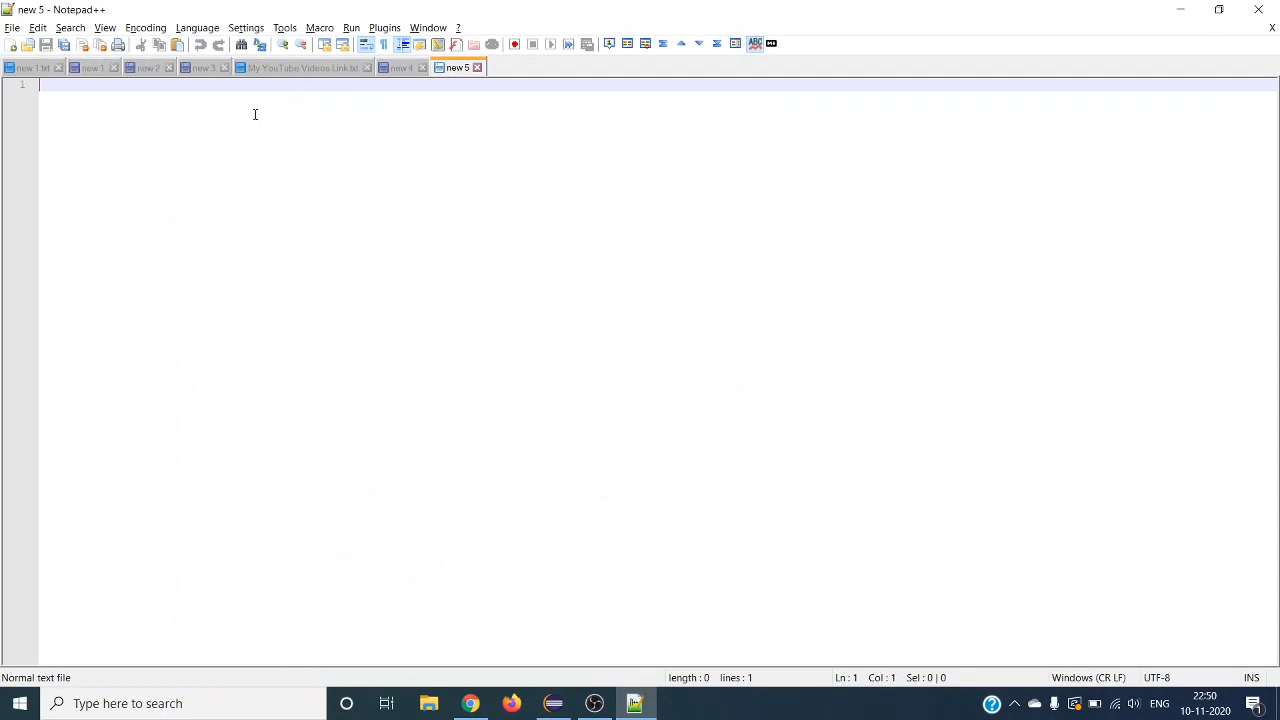 new 5 - Notepad++
File Edit Search View Encoding Language Settings Tools Macro Run Plugins Window ? X
ABC
new 1.txt new 1 new 2 new 3 My YouTube Videos Link.txt new 4 new 5
1
Normal text file length : 0 lines : 1 Ln : 1 Col : 1 Sel : 0 | 0 Windows (CR LF) UTF-8 INS
Type here to search ENG 22:50
10-11-2020